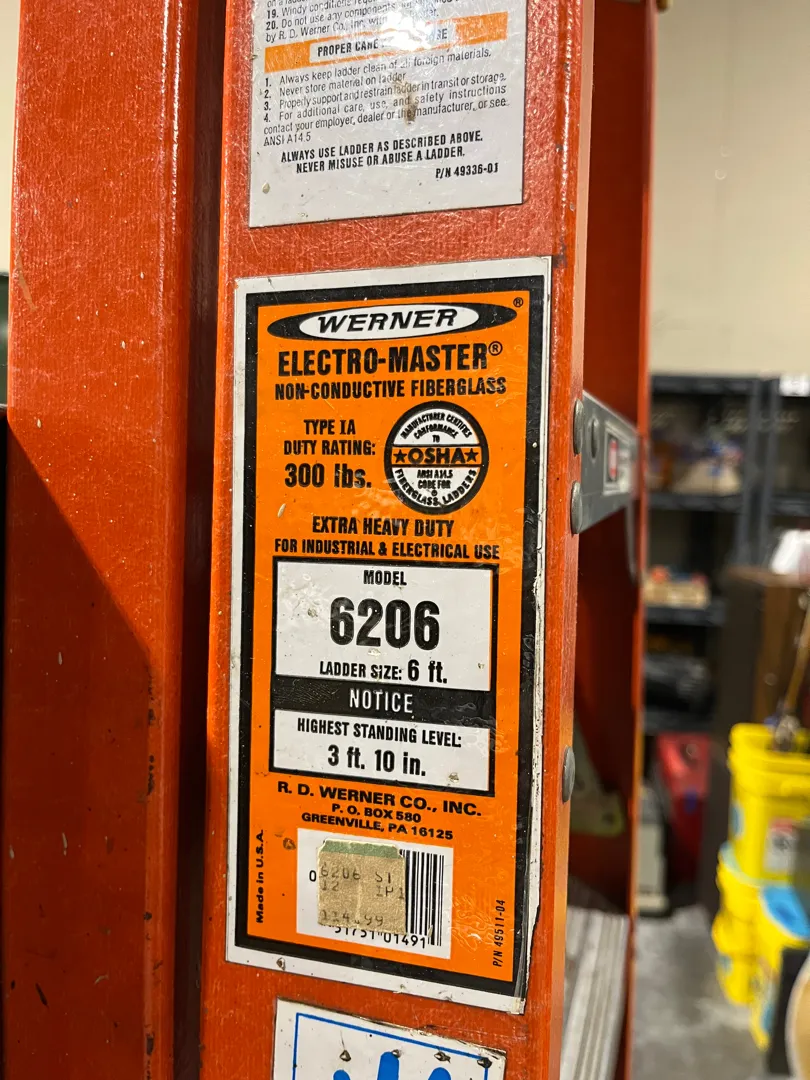 19. Windy conditions
20. Do not use any components
by R. D. Werner Co., Inc.
PROPER CARE
1. Always keep ladder clean of all foreign materials.
2. Never store material on ladder.
3. Properly support and restrain ladder in transit or storage.
4. For additional care, use, and safety instructions
contact your employer, dealer or the manufacturer, or see
ANSI A14.5
ALWAYS USE LADDER AS DESCRIBED ABOVE.
NEVER MISUSE OR ABUSE A LADDER.
P/N 49336-01
WERNER®
ELECTRO-MASTER®
NON-CONDUCTIVE FIBERGLASS
TYPE IA
DUTY RATING:
300 lbs.
MANUFACTURER CERTIFIES
CONFORMANCE
TO
★OSHA★
ANSI A14.5
CODE FOR
FIBERGLASS LADDERS
EXTRA HEAVY DUTY
FOR INDUSTRIAL & ELECTRICAL USE
MODEL
6206
LADDER SIZE: 6 ft.
NOTICE
HIGHEST STANDING LEVEL:
3 ft. 10 in.
R. D. WERNER CO., INC.
P. O. BOX 580
GREENVILLE, PA 16125
Made in U.S.A.
0
6206 ST
12 IP1
51751 01491
P/N 49511-04